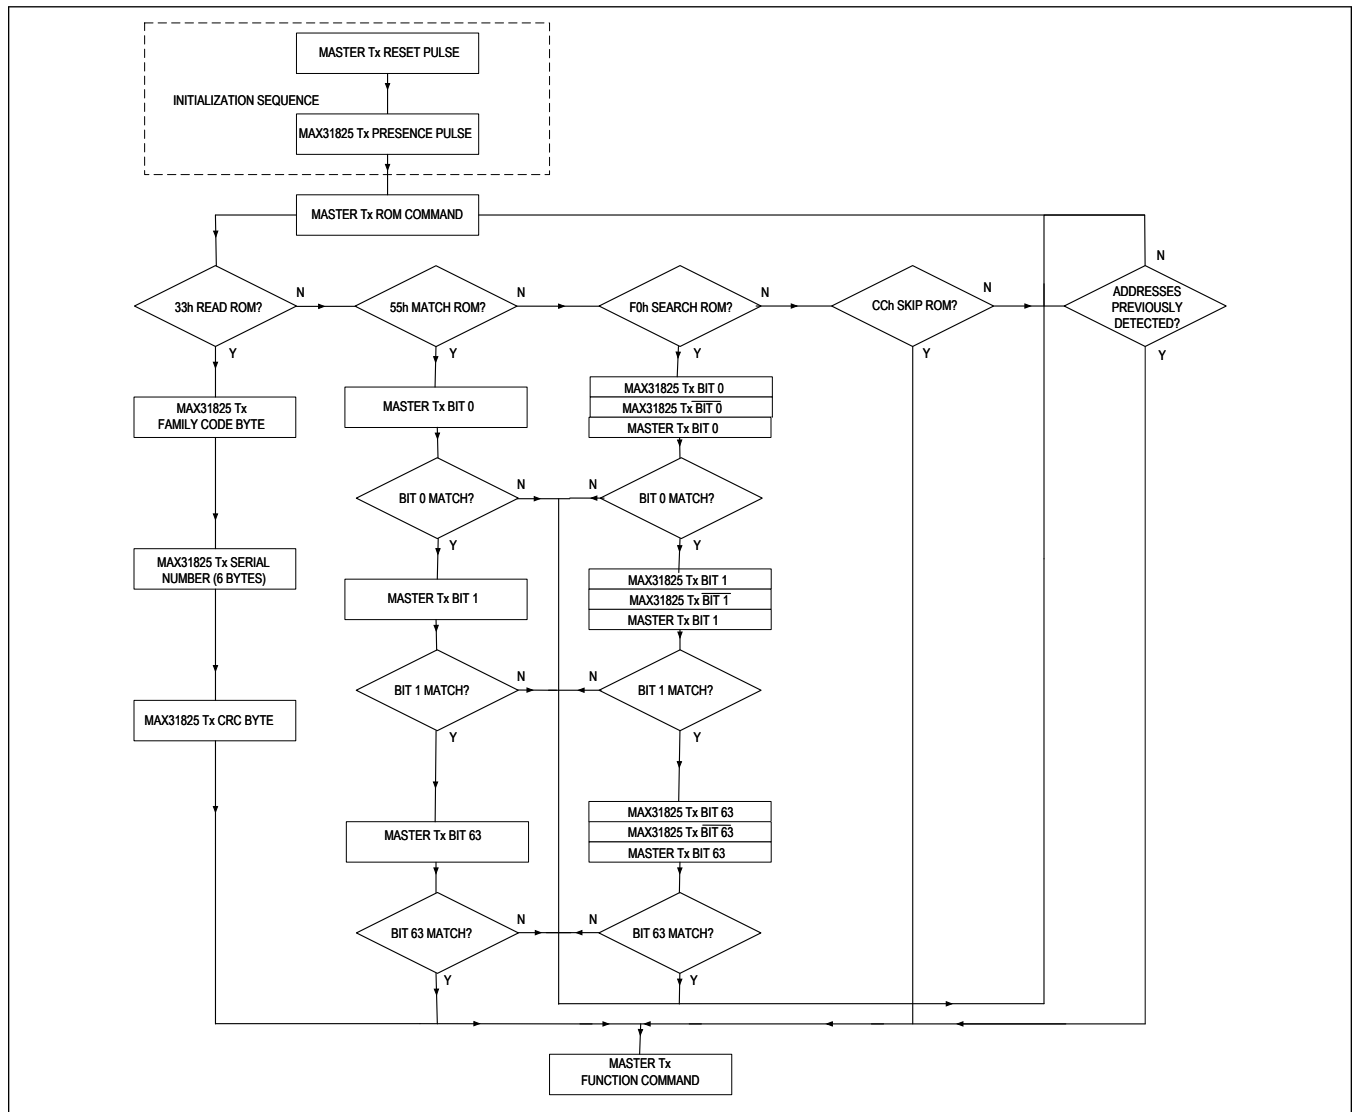 MASTER Tx RESET PULSE
INITIALIZATION SEQUENCE
MAX31825 Tx PRESENCE PULSE
MASTER Tx ROM COMMAND
N
33h READ ROM?
N
55h MATCH ROM?
N
F0h SEARCH ROM?
N
CCh SKIP ROM?
N
ADDRESSES
PREVIOUSLY
DETECTED?
Y
Y
Y
Y
Y
MAX31825 Tx
FAMILY CODE BYTE
MASTER Tx BIT 0
MAX31825 Tx BIT 0
MAX31825 Tx B̅I̅T̅ ̅0̅
MASTER Tx BIT 0
BIT 0 MATCH?
N
N
BIT 0 MATCH?
Y
Y
MAX31825 Tx SERIAL
NUMBER (6 BYTES)
MASTER Tx BIT 1
MAX31825 Tx BIT 1
MAX31825 Tx B̅I̅T̅ ̅1̅
MASTER Tx BIT 1
BIT 1 MATCH?
N
N
BIT 1 MATCH?
Y
Y
MAX31825 Tx CRC BYTE
MASTER Tx BIT 63
MAX31825 Tx BIT 63
MAX31825 Tx B̅I̅T̅ ̅6̅3̅
MASTER Tx BIT 63
BIT 63 MATCH?
N
N
BIT 63 MATCH?
Y
Y
MASTER Tx
FUNCTION COMMAND